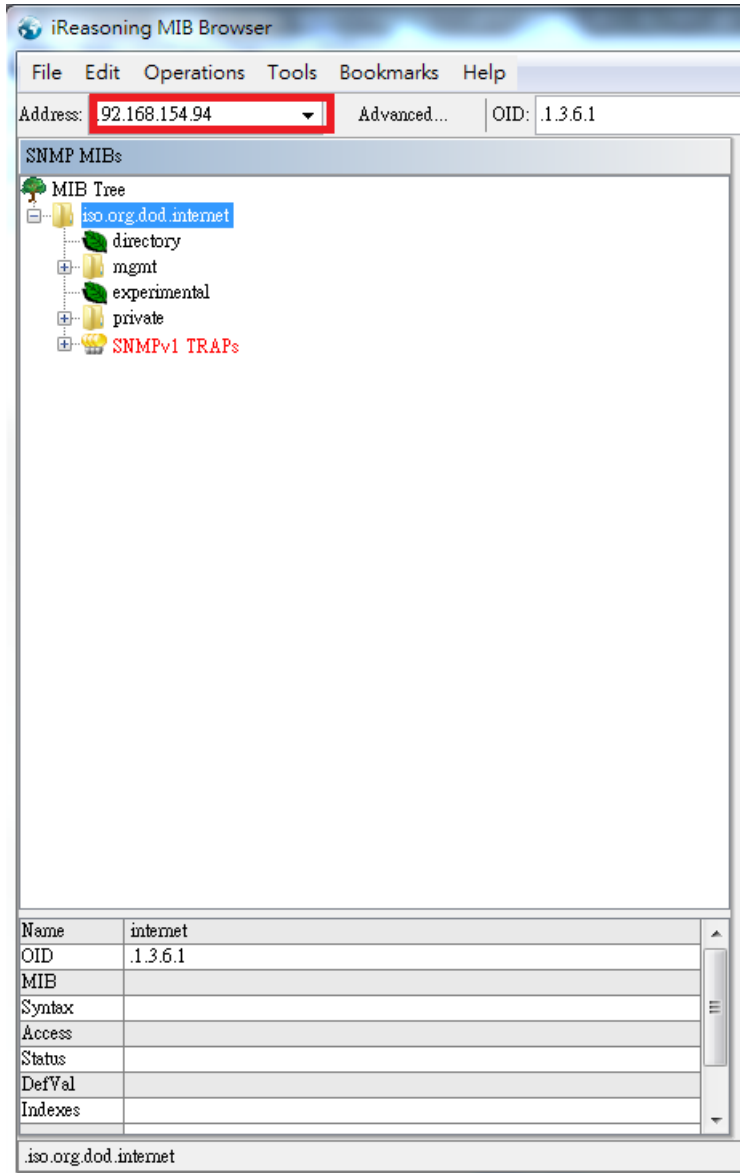 iReasoning MIB Browser
File Edit Operations Tools Bookmarks Help
Address: .92.168.154.94 Advanced... OID: .1.3.6.1
SNMP MIBs
MIB Tree
iso.org.dod.internet
directory
mgmt
experimental
private
SNMPv1 TRAPs
Name internet
OID .1.3.6.1
MIB
Syntax
Access
Status
DefVal
Indexes
.iso.org.dod.internet